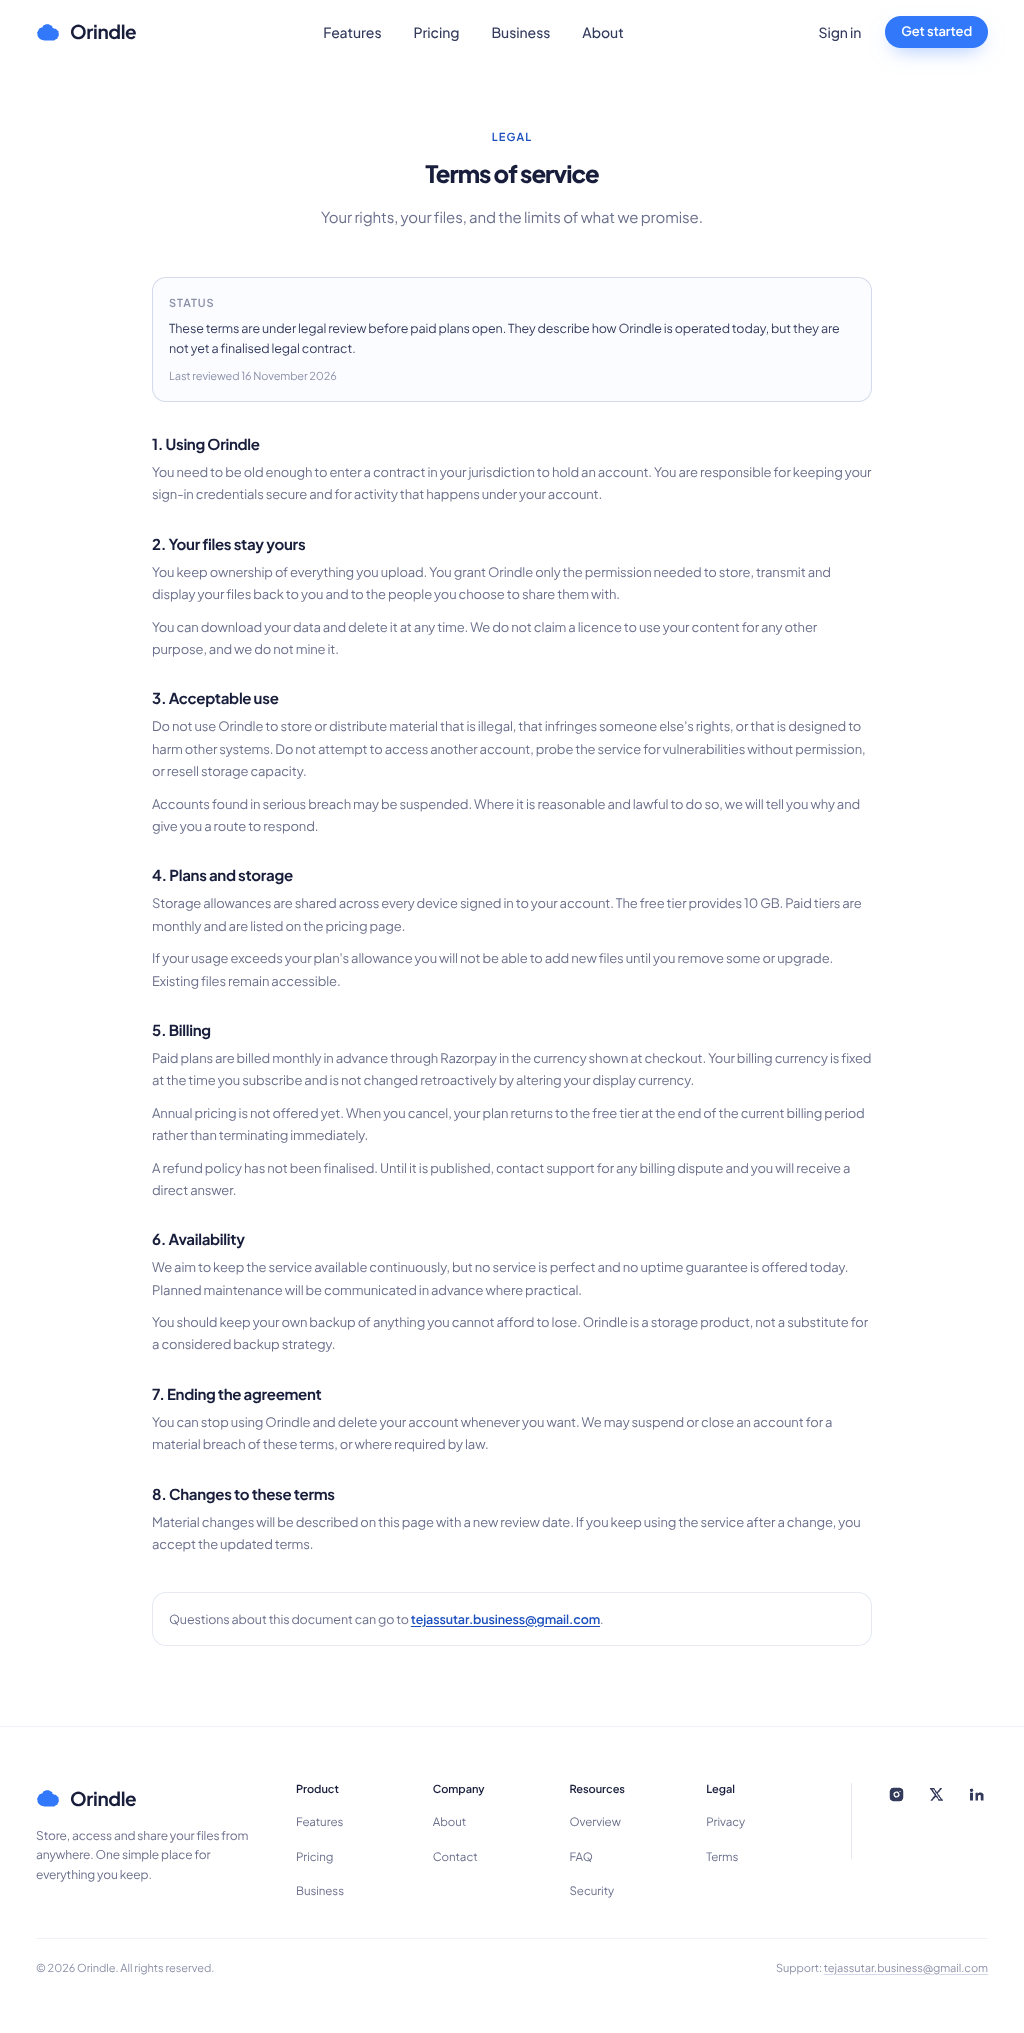 Orindle
Features
Pricing
Business
About
Sign in
Get started
LEGAL
Terms of service
Your rights, your files, and the limits of what we promise.
STATUS
These terms are under legal review before paid plans open. They describe how Orindle is operated today, but they are
not yet a finalised legal contract.
Last reviewed 16 November 2026
1. Using Orindle
You need to be old enough to enter a contract in your jurisdiction to hold an account. You are responsible for keeping your
sign-in credentials secure and for activity that happens under your account.
2. Your files stay yours
You keep ownership of everything you upload. You grant Orindle only the permission needed to store, transmit and
display your files back to you and to the people you choose to share them with.
You can download your data and delete it at any time. We do not claim a licence to use your content for any other
purpose, and we do not mine it.
3. Acceptable use
Do not use Orindle to store or distribute material that is illegal, that infringes someone else's rights, or that is designed to
harm other systems. Do not attempt to access another account, probe the service for vulnerabilities without permission,
or resell storage capacity.
Accounts found in serious breach may be suspended. Where it is reasonable and lawful to do so, we will tell you why and
give you a route to respond.
4. Plans and storage
Storage allowances are shared across every device signed in to your account. The free tier provides 10 GB. Paid tiers are
monthly and are listed on the pricing page.
If your usage exceeds your plan's allowance you will not be able to add new files until you remove some or upgrade.
Existing files remain accessible.
5. Billing
Paid plans are billed monthly in advance through Razorpay in the currency shown at checkout. Your billing currency is fixed
at the time you subscribe and is not changed retroactively by altering your display currency.
Annual pricing is not offered yet. When you cancel, your plan returns to the free tier at the end of the current billing period
rather than terminating immediately.
A refund policy has not been finalised. Until it is published, contact support for any billing dispute and you will receive a
direct answer.
6. Availability
We aim to keep the service available continuously, but no service is perfect and no uptime guarantee is offered today.
Planned maintenance will be communicated in advance where practical.
You should keep your own backup of anything you cannot afford to lose. Orindle is a storage product, not a substitute for
a considered backup strategy.
7. Ending the agreement
You can stop using Orindle and delete your account whenever you want. We may suspend or close an account for a
material breach of these terms, or where required by law.
8. Changes to these terms
Material changes will be described on this page with a new review date. If you keep using the service after a change, you
accept the updated terms.
Questions about this document can go to tejassutar.business@gmail.com.
Orindle
Store, access and share your files from
anywhere. One simple place for
everything you keep.
Product
Features
Pricing
Business
Company
About
Contact
Resources
Overview
FAQ
Security
Legal
Privacy
Terms
© 2026 Orindle. All rights reserved.
Support: tejassutar.business@gmail.com